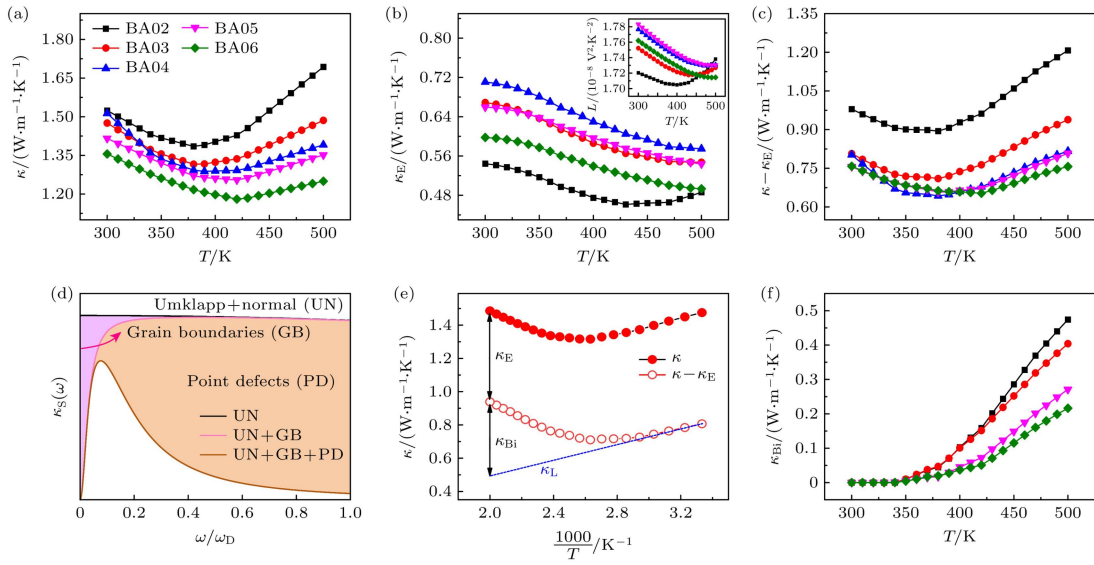 (a)
BA02
BA03
BA04
BA05
BA06
κ/(W·m⁻¹·K⁻¹)
1.80
1.65
1.50
1.35
1.20
300 350 400 450 500
T/K
(b)
κE/(W·m⁻¹·K⁻¹)
0.80
0.72
0.64
0.56
0.48
300 350 400 450 500
T/K
L/(10⁻⁸ V²·K⁻²)
1.78
1.76
1.74
1.72
1.70
300 400 500
T/K
(c)
κ−κE/(W·m⁻¹·K⁻¹)
1.35
1.20
1.05
0.90
0.75
0.60
300 350 400 450 500
T/K
(d)
Umklapp+normal (UN)
Grain boundaries (GB)
Point defects (PD)
UN
UN+GB
UN+GB+PD
κS(ω)
0 0.2 0.4 0.6 0.8 1.0
ω/ωD
(e)
κ/(W·m⁻¹·K⁻¹)
1.4
1.2
1.0
0.8
0.6
0.4
κE
κBi
κL
κ
κ−κE
2.0 2.4 2.8 3.2
1000/T /K⁻¹
(f)
κBi/(W·m⁻¹·K⁻¹)
0.5
0.4
0.3
0.2
0.1
0
300 350 400 450 500
T/K